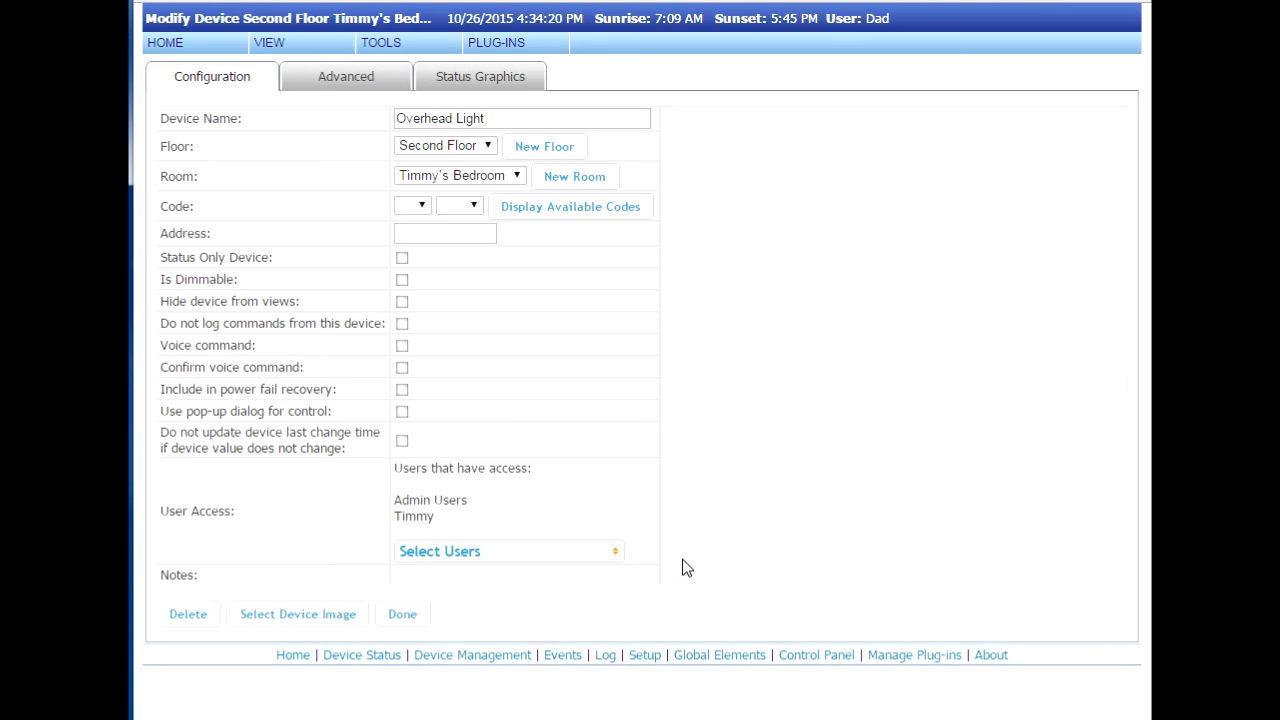 Modify Device Second Floor Timmy's Bed... 10/26/2015 4:34:20 PM Sunrise: 7:09 AM Sunset: 5:45 PM User: Dad
HOME VIEW TOOLS PLUG-INS
Configuration Advanced Status Graphics
Device Name: Overhead Light
Floor: Second Floor New Floor
Room: Timmy's Bedroom New Room
Code: Display Available Codes
Address:
Status Only Device:
Is Dimmable:
Hide device from views:
Do not log commands from this device:
Voice command:
Confirm voice command:
Include in power fail recovery:
Use pop-up dialog for control:
Do not update device last change time
if device value does not change:
Users that have access:
Admin Users
User Access:
Timmy
Select Users
Notes:
Delete Select Device Image Done
Home | Device Status | Device Management | Events | Log | Setup | Global Elements | Control Panel | Manage Plug-ins | About